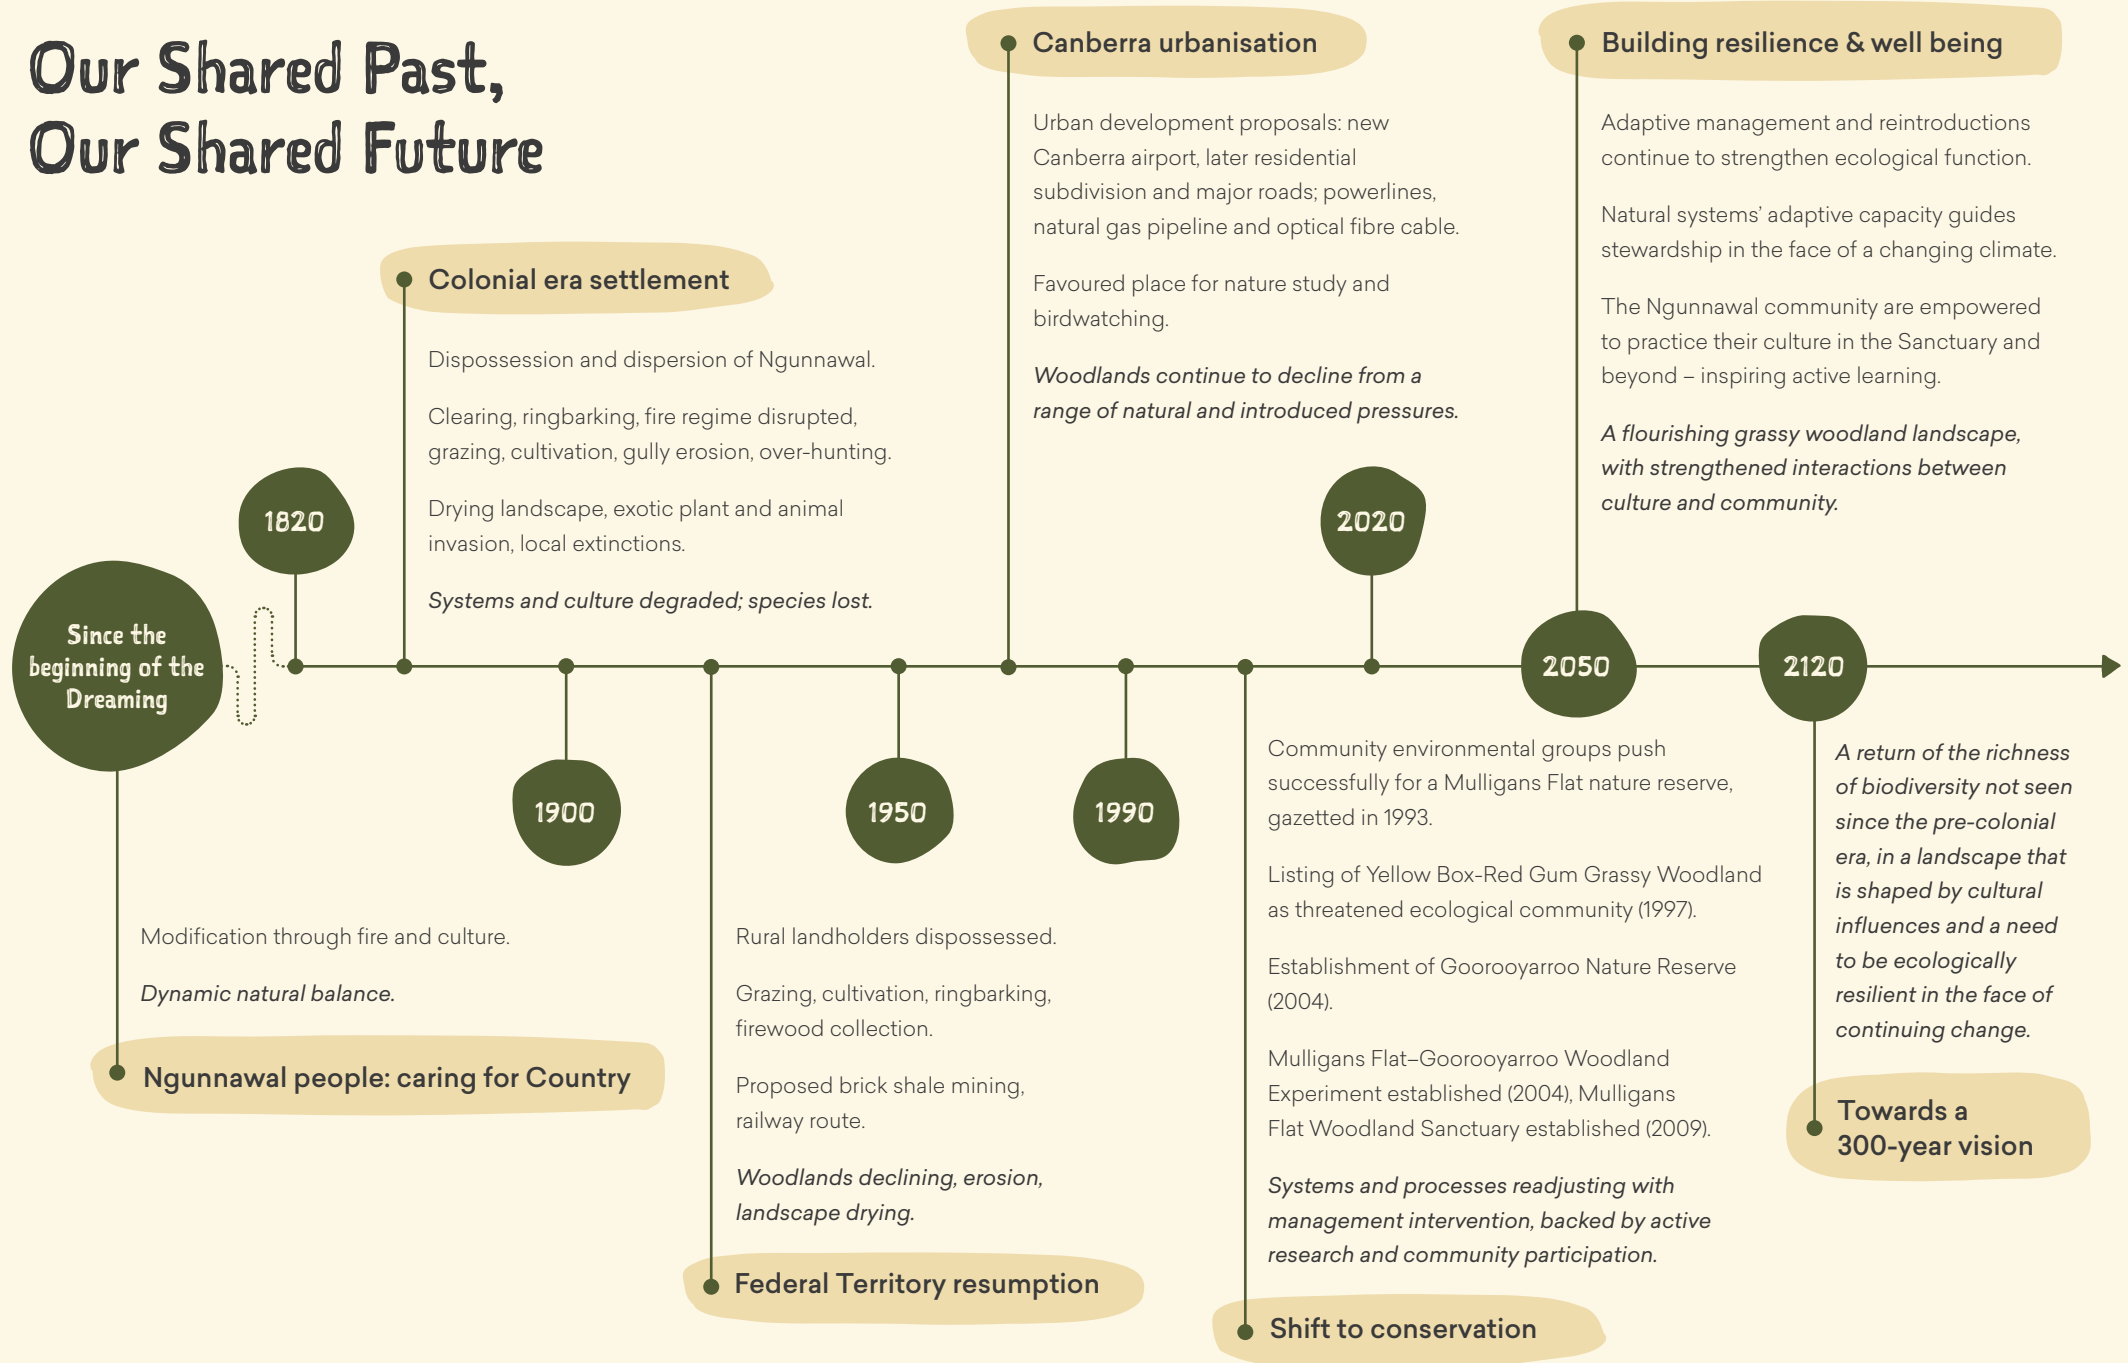 Our Shared Past,
Our Shared Future
Since the
beginning of the
Dreaming
Modification through fire and culture.
Dynamic natural balance.
Ngunnawal people: caring for Country
1820
Colonial era settlement
Dispossession and dispersion of Ngunnawal.
Clearing, ringbarking, fire regime disrupted,
grazing, cultivation, gully erosion, over-hunting.
Drying landscape, exotic plant and animal
invasion, local extinctions.
Systems and culture degraded; species lost.
1900
Rural landholders dispossessed.
Grazing, cultivation, ringbarking,
firewood collection.
Proposed brick shale mining,
railway route.
Woodlands declining, erosion,
landscape drying.
Federal Territory resumption
1950
Canberra urbanisation
Urban development proposals: new
Canberra airport, later residential
subdivision and major roads; powerlines,
natural gas pipeline and optical fibre cable.
Favoured place for nature study and
birdwatching.
Woodlands continue to decline from a
range of natural and introduced pressures.
1990
Community environmental groups push
successfully for a Mulligans Flat nature reserve,
gazetted in 1993.
Listing of Yellow Box-Red Gum Grassy Woodland
as threatened ecological community (1997).
Establishment of Goorooyarroo Nature Reserve
(2004).
Mulligans Flat–Goorooyarroo Woodland
Experiment established (2004), Mulligans
Flat Woodland Sanctuary established (2009).
Systems and processes readjusting with
management intervention, backed by active
research and community participation.
Shift to conservation
2020
Building resilience & well being
Adaptive management and reintroductions
continue to strengthen ecological function.
Natural systems’ adaptive capacity guides
stewardship in the face of a changing climate.
The Ngunnawal community are empowered
to practice their culture in the Sanctuary and
beyond – inspiring active learning.
A flourishing grassy woodland landscape,
with strengthened interactions between
culture and community.
2050
2120
A return of the richness
of biodiversity not seen
since the pre-colonial
era, in a landscape that
is shaped by cultural
influences and a need
to be ecologically
resilient in the face of
continuing change.
Towards a
300-year vision